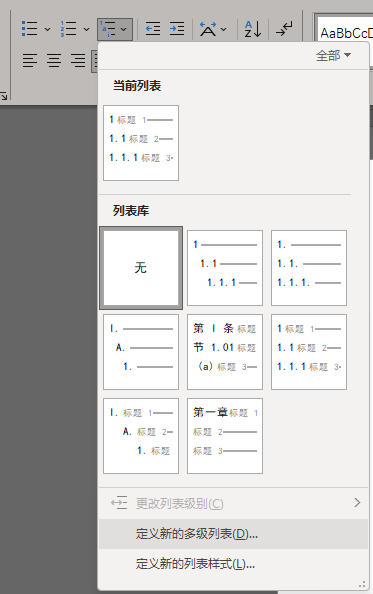 AaBbCcD
全部
当前列表
1 标题 1
1.1 标题 2
1.1.1 标题 3
列表库
无
1
1.1
1.1.1
1.
1.1.
1.1.1.
I.
A.
1.
第 I 条 标题
节 1.01 标题
(a) 标题 3
1 标题 1
1.1 标题 2
1.1.1 标题 3
I. 标题 1
A. 标题 2
1. 标题
第一章 标题 1
标题 2
标题 3
更改列表级别(C)
定义新的多级列表(D)...
定义新的列表样式(L)...